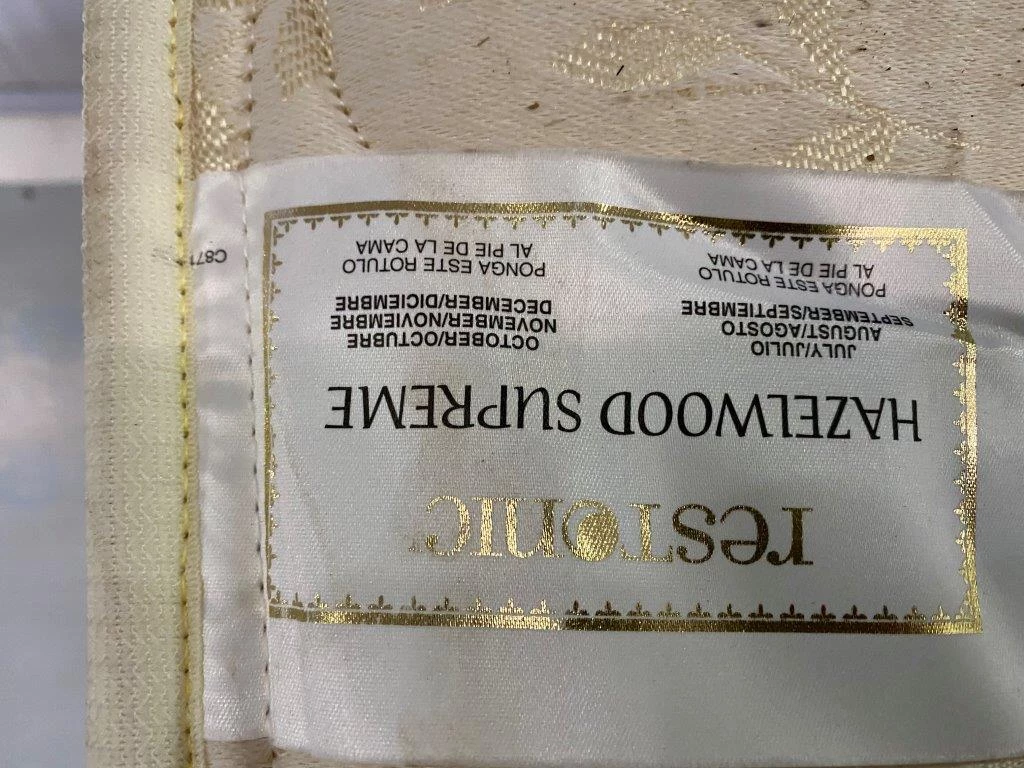 resTonic
HAZELWOOD SUPREME
JULY/JULIO
AUGUST/AGOSTO
SEPTEMBER/SEPTIEMBRE
PONGA ESTE ROTULO
AL PIE DE LA CAMA
OCTOBER/OCTUBRE
NOVEMBER/NOVIEMBRE
DECEMBER/DICIEMBRE
PONGA ESTE ROTULO
AL PIE DE LA CAMA